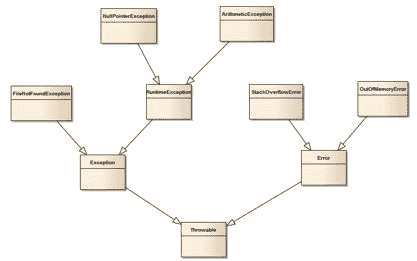 NullPointerException
ArithmeticException
FileNotFoundException
RuntimeException
StackOverflowError
OutOfMemoryError
Exception
Error
Throwable